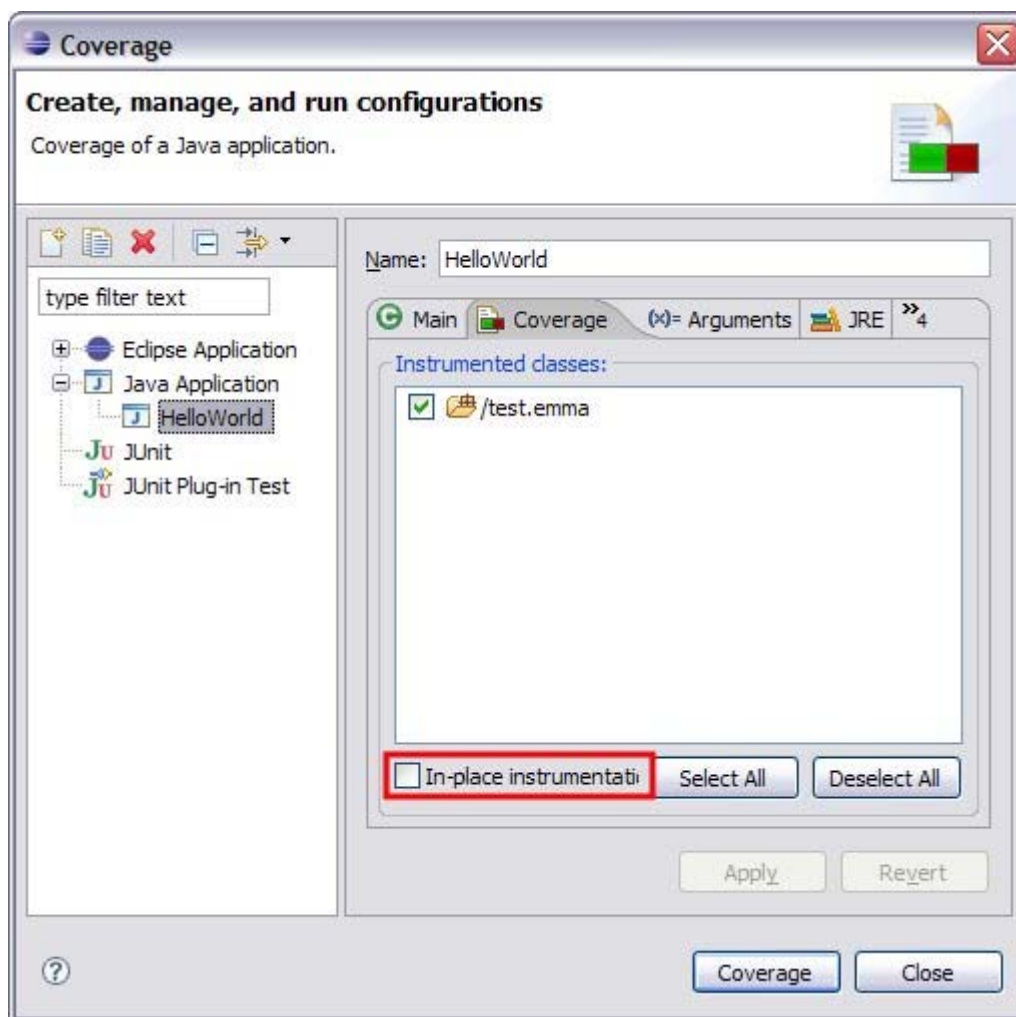 Coverage
Create, manage, and run configurations
Coverage of a Java application.
type filter text
Eclipse Application
Java Application
HelloWorld
JUnit
JUnit Plug-in Test
Name: HelloWorld
Main Coverage (x)= Arguments JRE »4
Instrumented classes:
/test.emma
In-place instrumentati Select All Deselect All
Apply Revert
Coverage Close